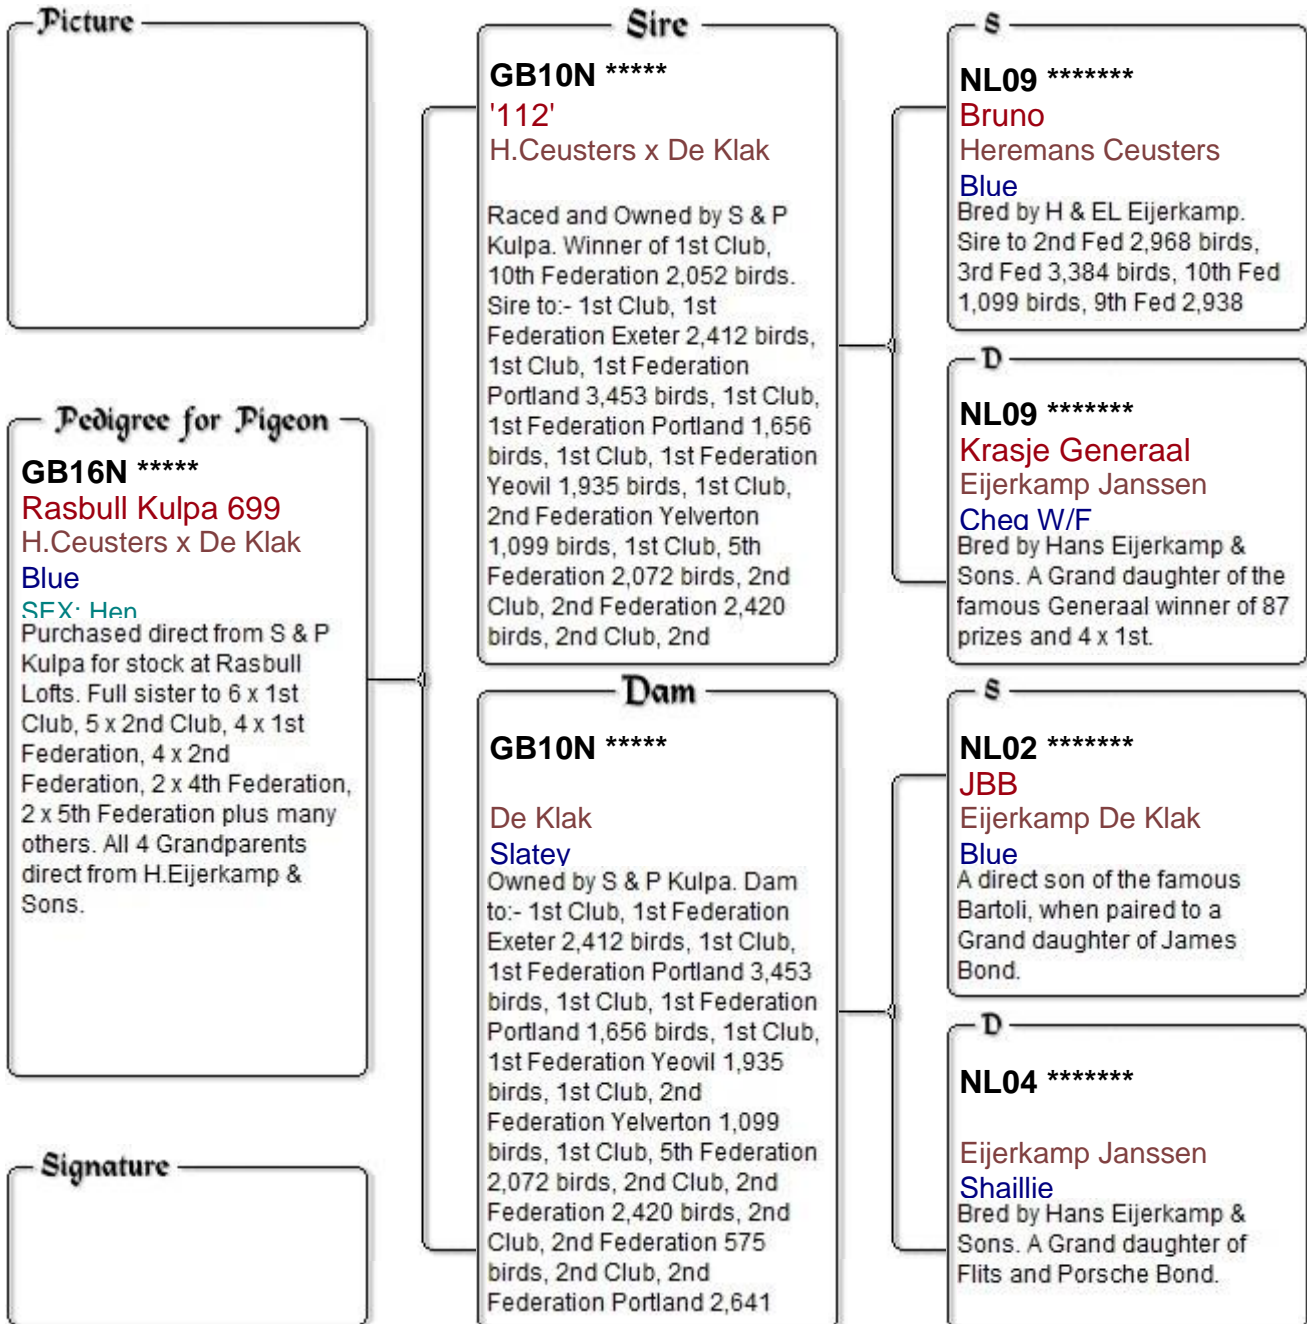 Picture
Pedigree for Pigeon
GB16N *****
Rasbull Kulpa 699
H.Ceusters x De Klak
Blue
SEX: Hen
Purchased direct from S & P
Kulpa for stock at Rasbull
Lofts. Full sister to 6 x 1st
Club, 5 x 2nd Club, 4 x 1st
Federation, 4 x 2nd
Federation, 2 x 4th Federation,
2 x 5th Federation plus many
others. All 4 Grandparents
direct from H.Eijerkamp &
Sons.
Signature
Sire
GB10N *****
'112'
H.Ceusters x De Klak
Raced and Owned by S & P
Kulpa. Winner of 1st Club,
10th Federation 2,052 birds.
Sire to:- 1st Club, 1st
Federation Exeter 2,412 birds,
1st Club, 1st Federation
Portland 3,453 birds, 1st Club,
1st Federation Portland 1,656
birds, 1st Club, 1st Federation
Yeovil 1,935 birds, 1st Club,
2nd Federation Yelverton
1,099 birds, 1st Club, 5th
Federation 2,072 birds, 2nd
Club, 2nd Federation 2,420
birds, 2nd Club, 2nd
Dam
GB10N *****
De Klak
Slatey
Owned by S & P Kulpa. Dam
to:- 1st Club, 1st Federation
Exeter 2,412 birds, 1st Club,
1st Federation Portland 3,453
birds, 1st Club, 1st Federation
Portland 1,656 birds, 1st Club,
1st Federation Yeovil 1,935
birds, 1st Club, 2nd
Federation Yelverton 1,099
birds, 1st Club, 5th Federation
2,072 birds, 2nd Club, 2nd
Federation 2,420 birds, 2nd
Club, 2nd Federation 575
birds, 2nd Club, 2nd
Federation Portland 2,641
S
NL09 *******
Bruno
Heremans Ceusters
Blue
Bred by H & EL Eijerkamp.
Sire to 2nd Fed 2,968 birds,
3rd Fed 3,384 birds, 10th Fed
1,099 birds, 9th Fed 2,938
D
NL09 *******
Krasje Generaal
Eijerkamp Janssen
Cheq W/F
Bred by Hans Eijerkamp &
Sons. A Grand daughter of the
famous Generaal winner of 87
prizes and 4 x 1st.
S
NL02 *******
JBB
Eijerkamp De Klak
Blue
A direct son of the famous
Bartoli, when paired to a
Grand daughter of James
Bond.
D
NL04 *******
Eijerkamp Janssen
Shaillie
Bred by Hans Eijerkamp &
Sons. A Grand daughter of
Flits and Porsche Bond.